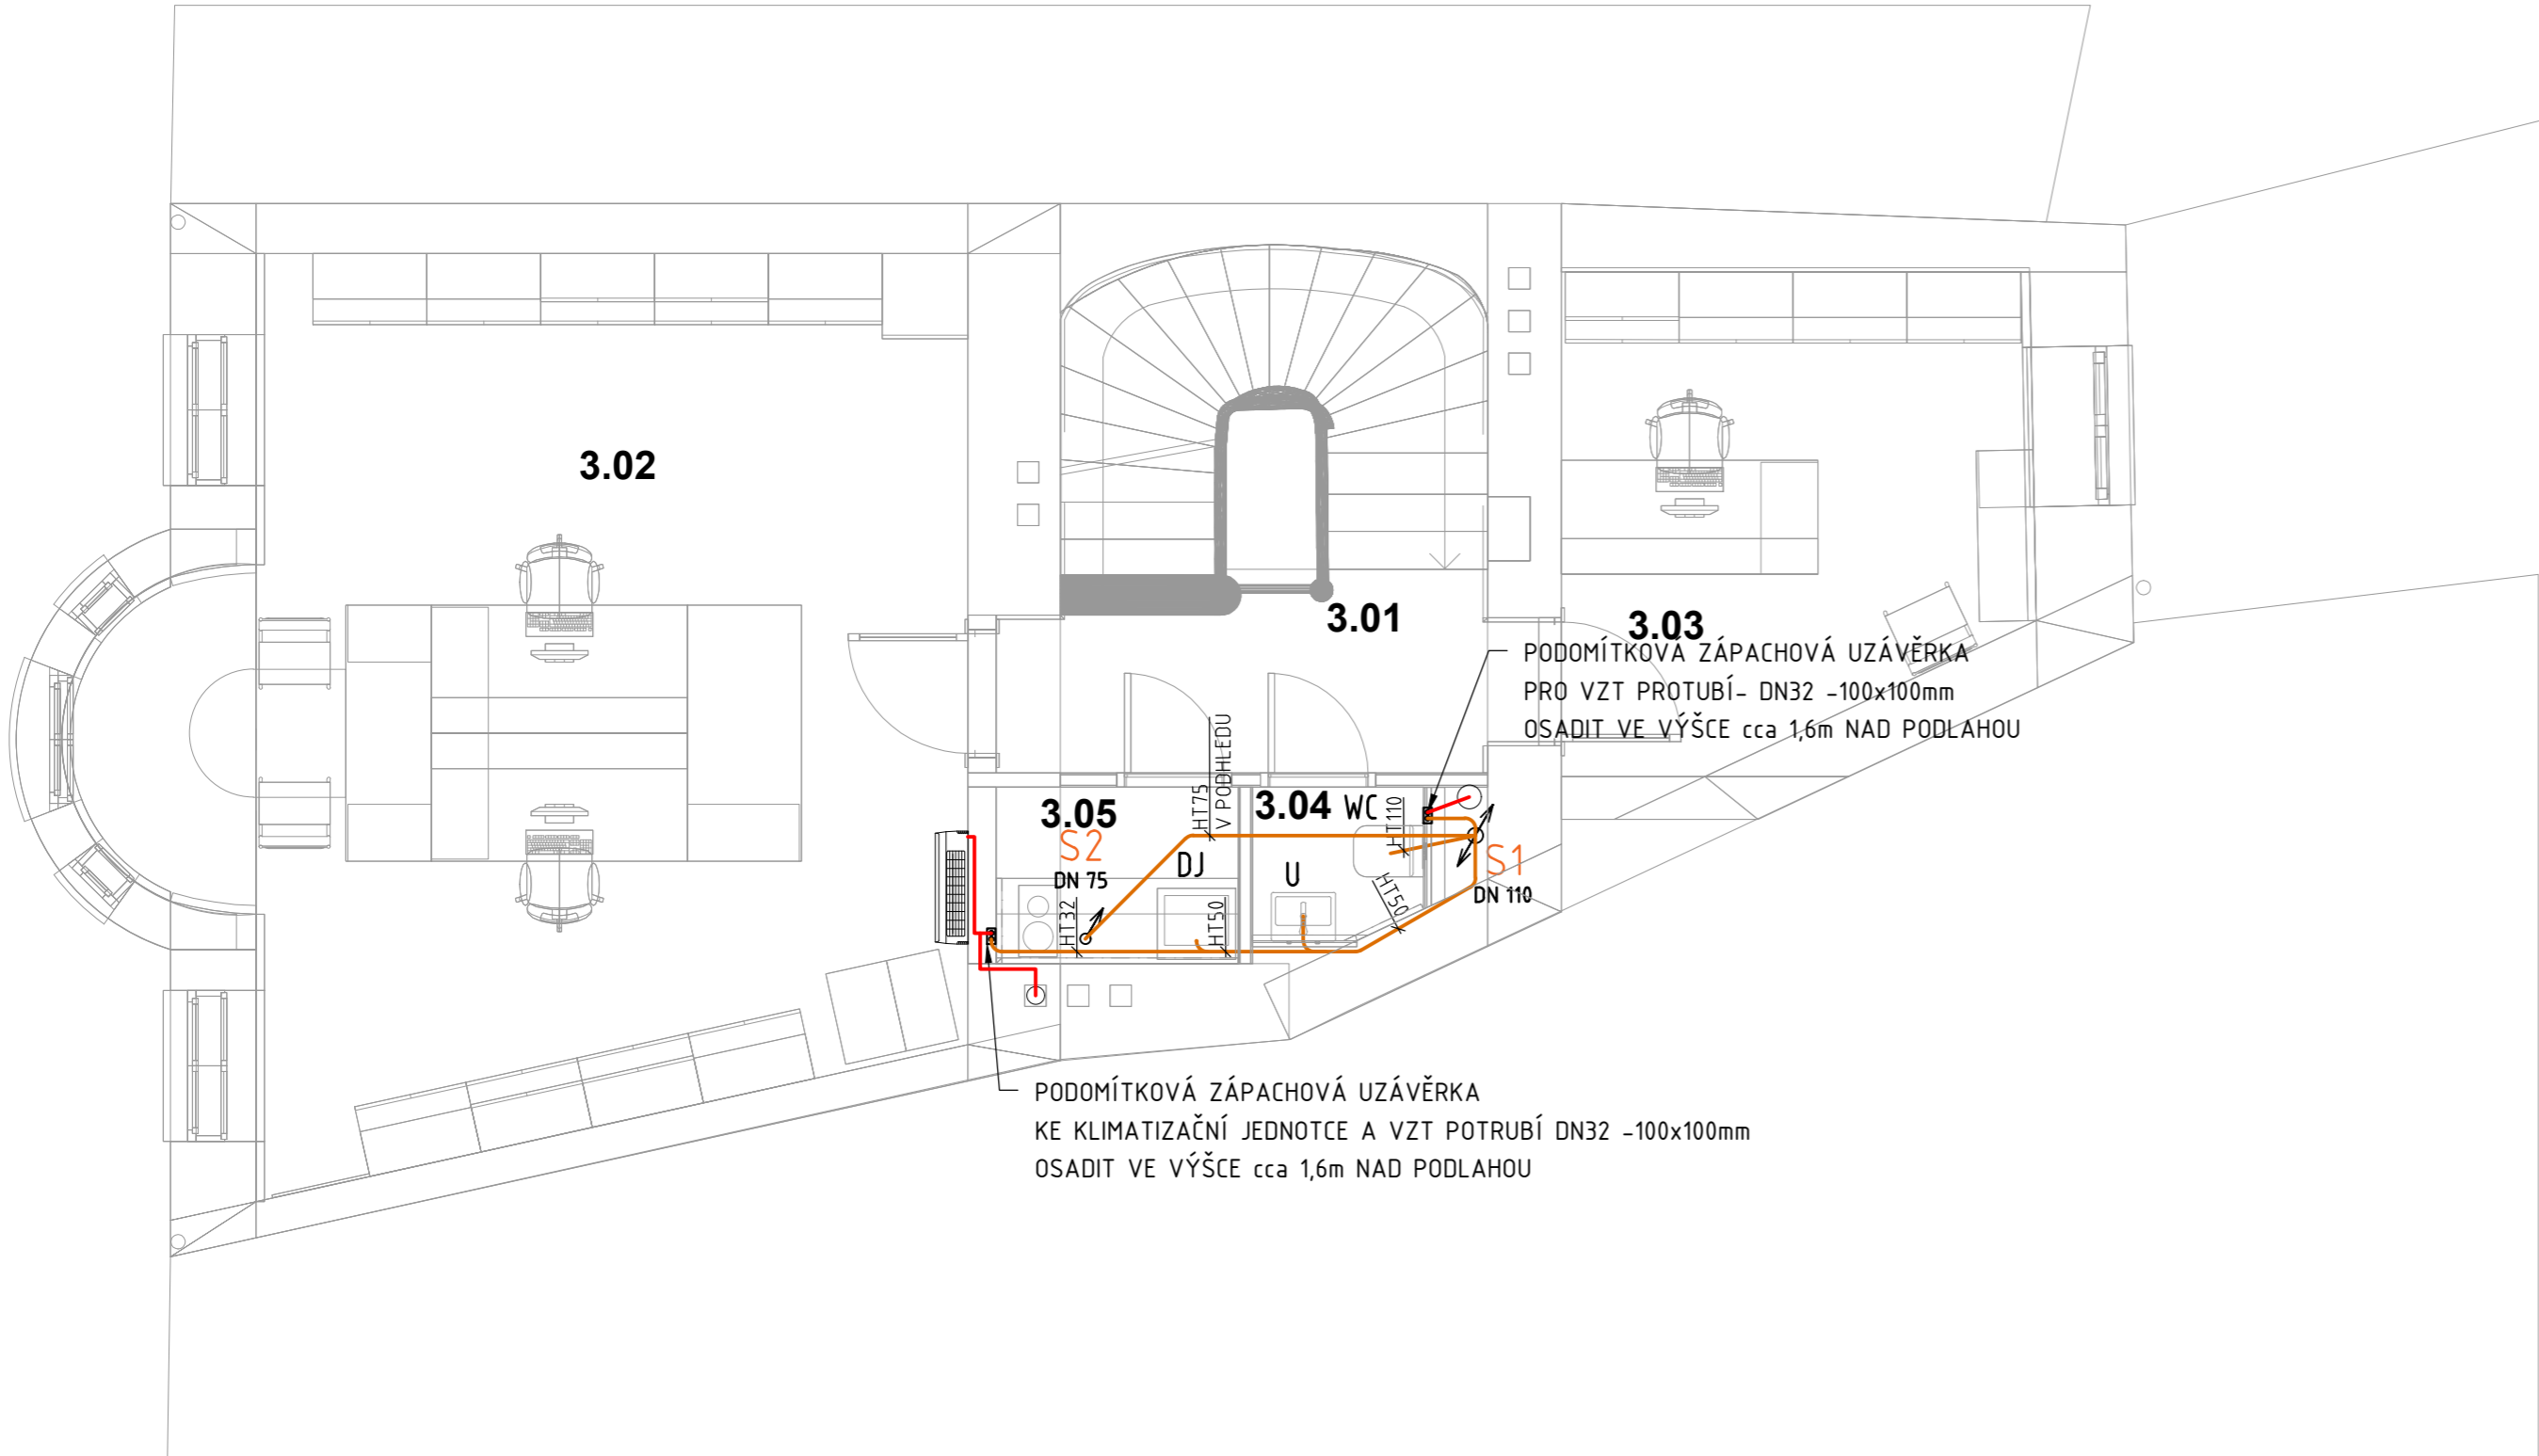 3.02
3.01
3.03
PODOMÍTKOVÁ ZÁPACHOVÁ UZÁVĚRKA
PRO VZT PROTUBÍ- DN32 -100x100mm
OSADIT VE VÝŠCE cca 1,6m NAD PODLAHOU
HT75
V PODHLEDU
3.05
3.04 WC
HT110
S2
DN 75
DJ
U
S1
DN 110
HT32
HT50
HT50
PODOMÍTKOVÁ ZÁPACHOVÁ UZÁVĚRKA
KE KLIMATIZAČNÍ JEDNOTCE A VZT POTRUBÍ DN32 -100x100mm
OSADIT VE VÝŠCE cca 1,6m NAD PODLAHOU